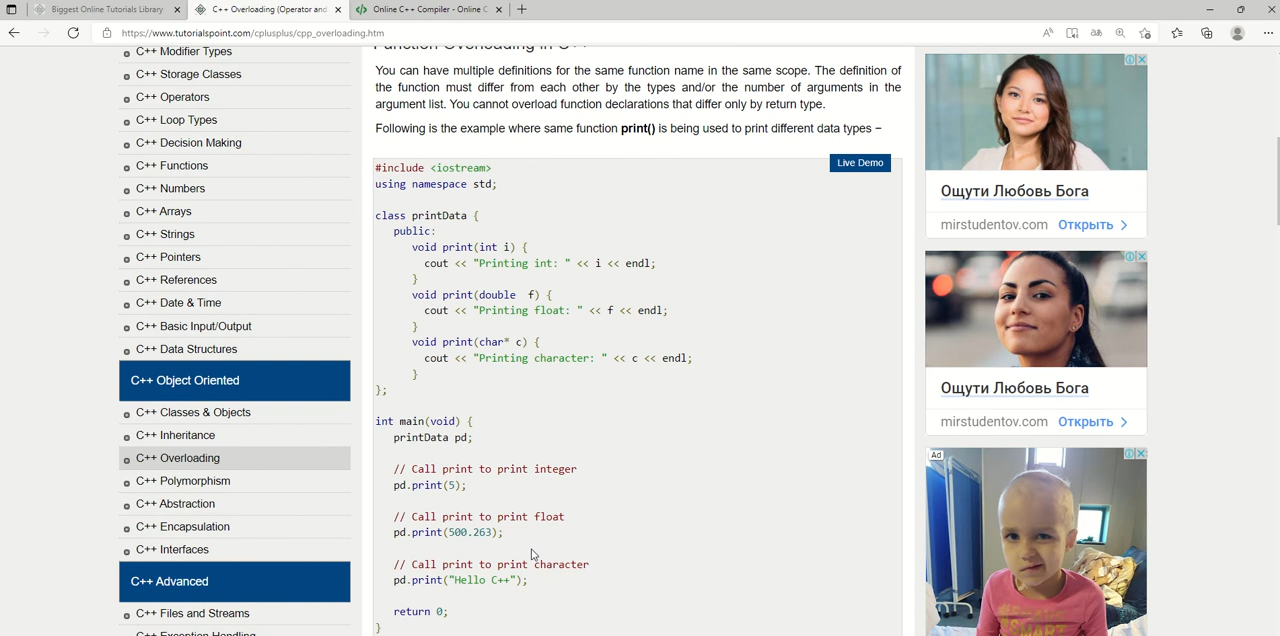 Biggest Online Tutorials Library
C++ Overloading (Operator and
Online C++ Compiler - Online C
https://www.tutorialspoint.com/cplusplus/cpp_overloading.htm
C++ Modifier Types
C++ Storage Classes
C++ Operators
C++ Loop Types
C++ Decision Making
C++ Functions
C++ Numbers
C++ Arrays
C++ Strings
C++ Pointers
C++ References
C++ Date & Time
C++ Basic Input/Output
C++ Data Structures
C++ Object Oriented
C++ Classes & Objects
C++ Inheritance
C++ Overloading
C++ Polymorphism
C++ Abstraction
C++ Encapsulation
C++ Interfaces
C++ Advanced
C++ Files and Streams
C++ Exception Handling
Function Overloading in C++
You can have multiple definitions for the same function name in the same scope. The definition of
the function must differ from each other by the types and/or the number of arguments in the
argument list. You cannot overload function declarations that differ only by return type.
Following is the example where same function print() is being used to print different data types −
Live Demo
#include <iostream>
using namespace std;
class printData {
public:
void print(int i) {
cout << "Printing int: " << i << endl;
}
void print(double  f) {
cout << "Printing float: " << f << endl;
}
void print(char* c) {
cout << "Printing character: " << c << endl;
}
};
int main(void) {
printData pd;
// Call print to print integer
pd.print(5);
// Call print to print float
pd.print(500.263);
// Call print to print character
pd.print("Hello C++");
return 0;
}
Ощути Любовь Бога
mirstudentov.com Открыть
Ощути Любовь Бога
mirstudentov.com Открыть
Ad